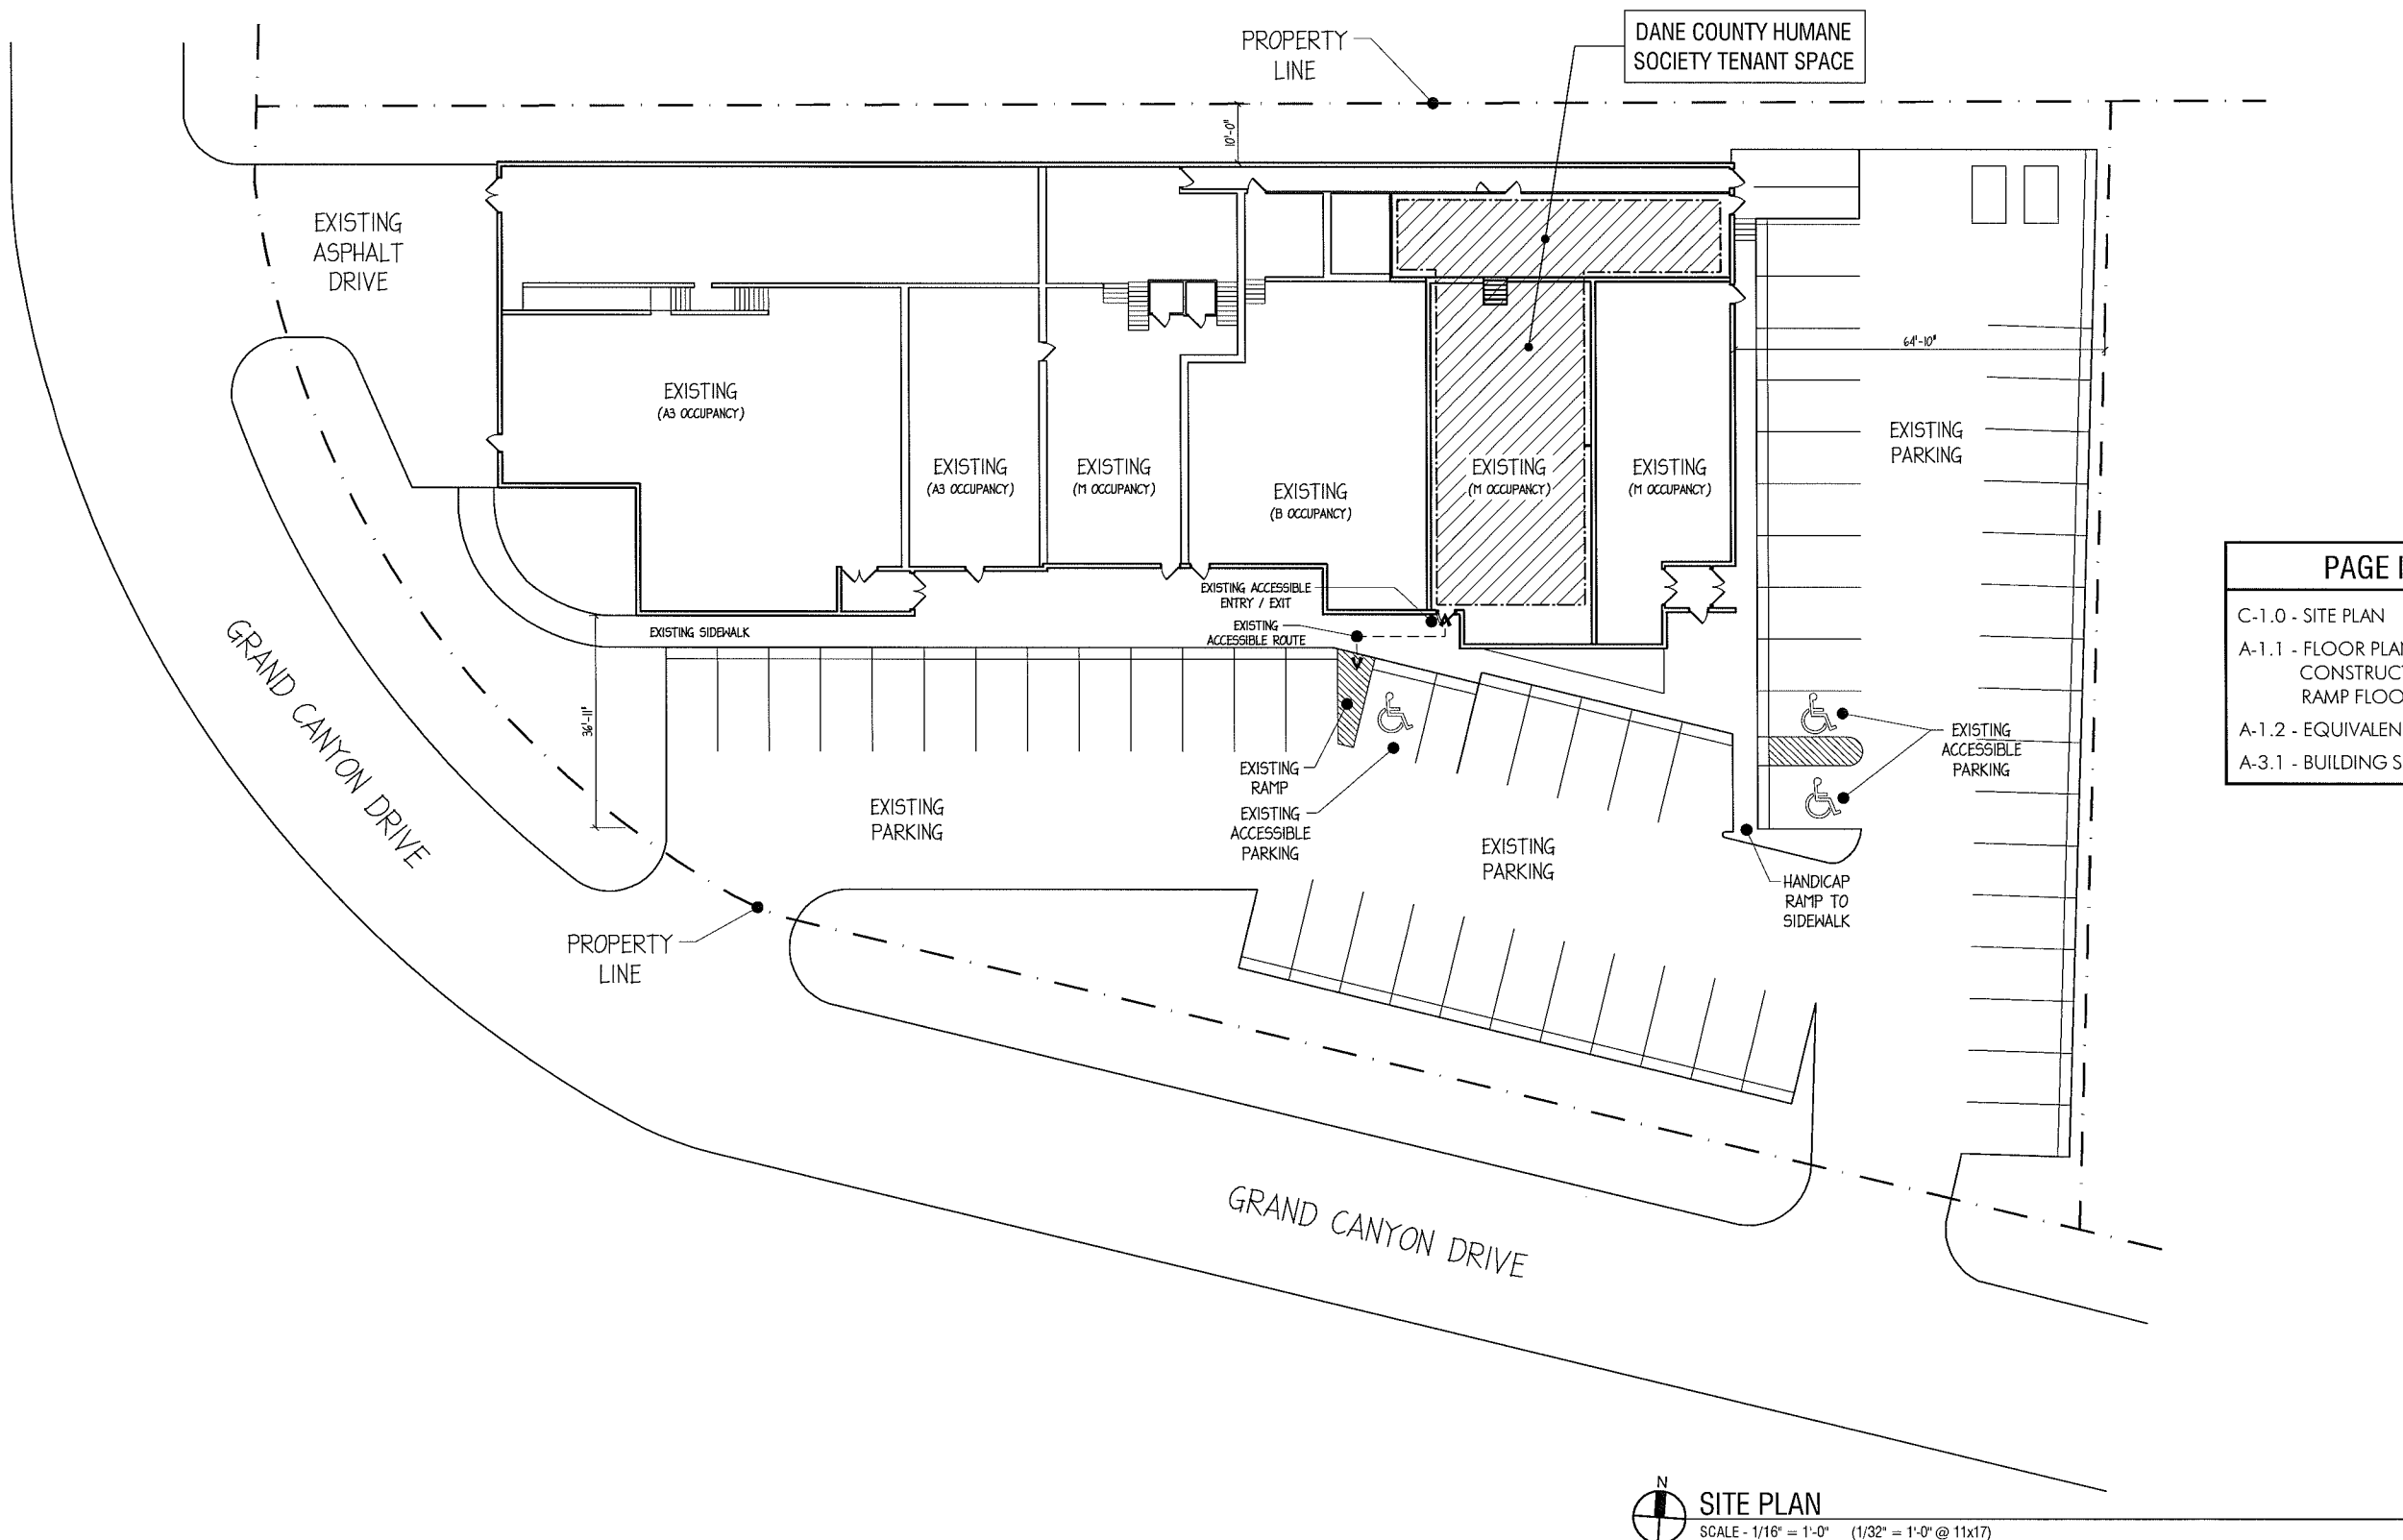 PROPERTY
LINE
DANE COUNTY HUMANE
SOCIETY TENANT SPACE
10'-0"
EXISTING
ASPHALT
DRIVE
64'-10"
EXISTING
(A3 OCCUPANCY)
EXISTING
(A3 OCCUPANCY)
EXISTING
(M OCCUPANCY)
EXISTING
(B OCCUPANCY)
EXISTING
(M OCCUPANCY)
EXISTING
(M OCCUPANCY)
EXISTING
PARKING
EXISTING ACCESSIBLE
ENTRY / EXIT
EXISTING
ACCESSIBLE ROUTE
EXISTING SIDEWALK
36'-11"
GRAND CANYON DRIVE
EXISTING
RAMP
EXISTING
ACCESSIBLE
PARKING
EXISTING
PARKING
EXISTING
PARKING
EXISTING
ACCESSIBLE
PARKING
HANDICAP
RAMP TO
SIDEWALK
PROPERTY
LINE
GRAND CANYON DRIVE
PAGE
C-1.0 - SITE PLAN
A-1.1 - FLOOR PLAN
CONSTRUCT
RAMP FLOO
A-1.2 - EQUIVALEN
A-3.1 - BUILDING S
N
SITE PLAN
SCALE - 1/16" = 1'-0" (1/32" = 1'-0" @ 11x17)